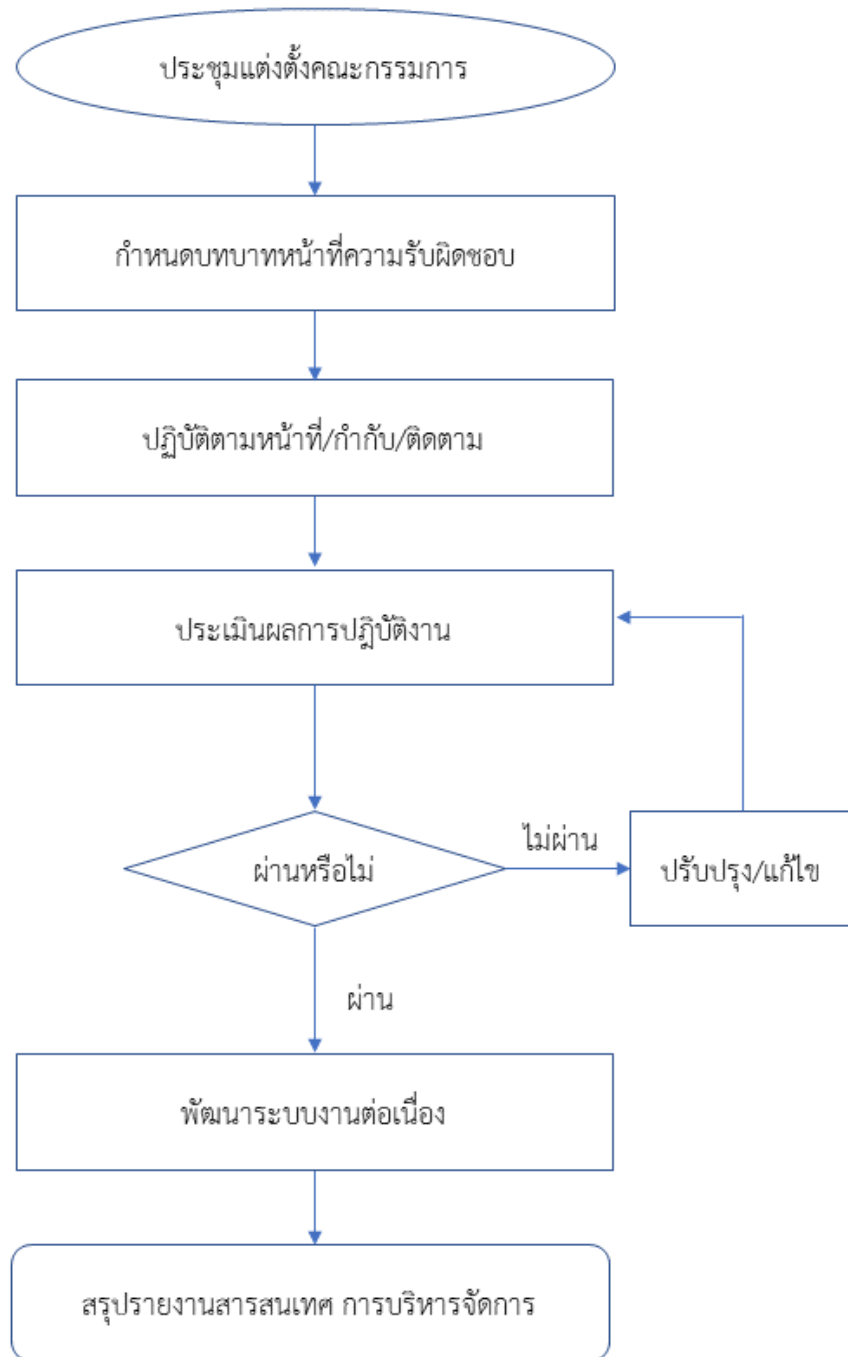 ประชุมแต่งตั้งคณะกรรมการ
กำหนดบทบาทหน้าที่ความรับผิดชอบ
ปฏิบัติตามหน้าที่/กำกับ/ติดตาม
ประเมินผลการปฏิบัติงาน
ผ่านหรือไม่
ไม่ผ่าน
ปรับปรุง/แก้ไข
ผ่าน
พัฒนาระบบงานต่อเนื่อง
สรุปรายงานสารสนเทศ การบริหารจัดการ